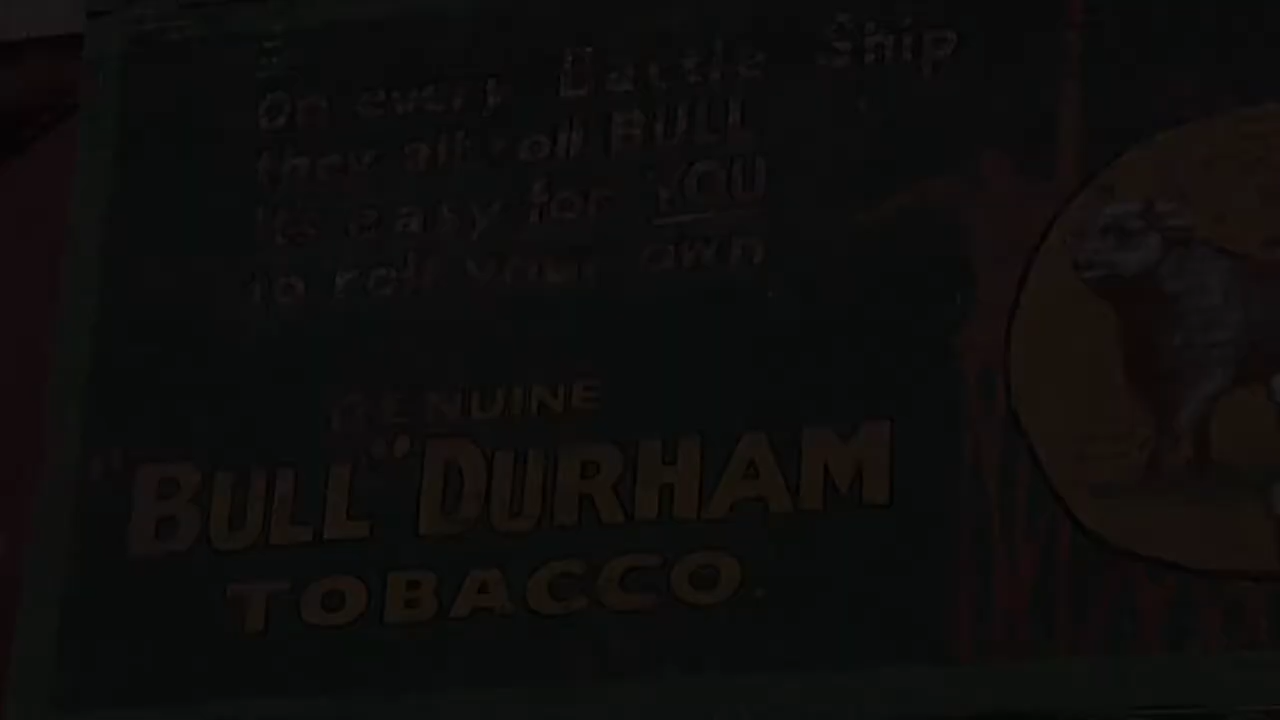 On every Battle Ship
they all roll BULL
its easy for YOU
to roll your own
GENUINE
"BULL" DURHAM
TOBACCO.